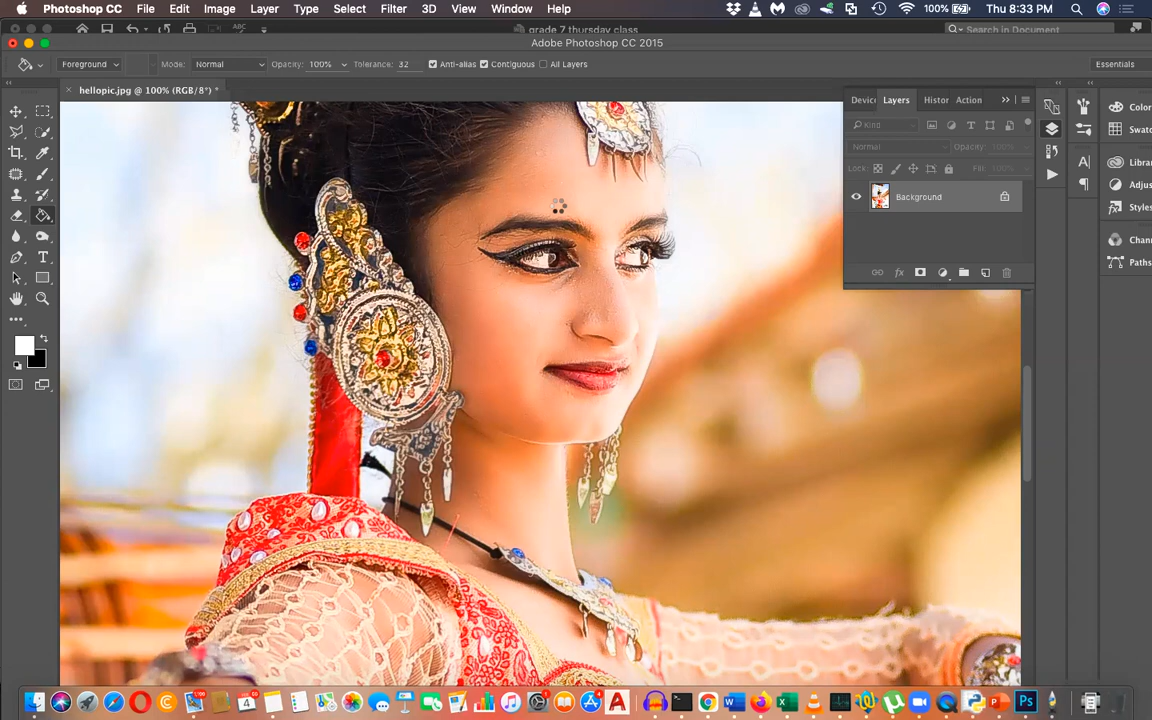 Photoshop CC File Edit Image Layer Type Select Filter 3D View Window Help 100% Thu 8:33 PM
grade 7 thursday class Search in Document
Adobe Photoshop CC 2015
Foreground Mode: Normal Opacity: 100% Tolerance: 32 Anti-alias Contiguous All Layers Essentials
× hellopic.jpg @ 100% (RGB/8*) *
Device Layers Histor Action
Kind
Normal Opacity: 100%
Lock: Fill: 100%
Background
Color
Swatc
Libra
Adjus
Styles
Chann
Paths